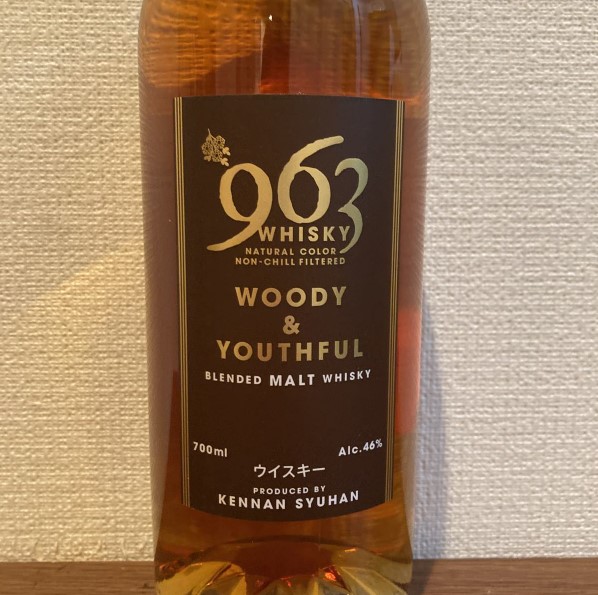 963
WHISKY
NATURAL COLOR
NON-CHILL FILTERED
WOODY
&
YOUTHFUL
BLENDED MALT WHISKY
700ml Alc.46%
ウイスキー
PRODUCED BY
KENNAN SYUHAN